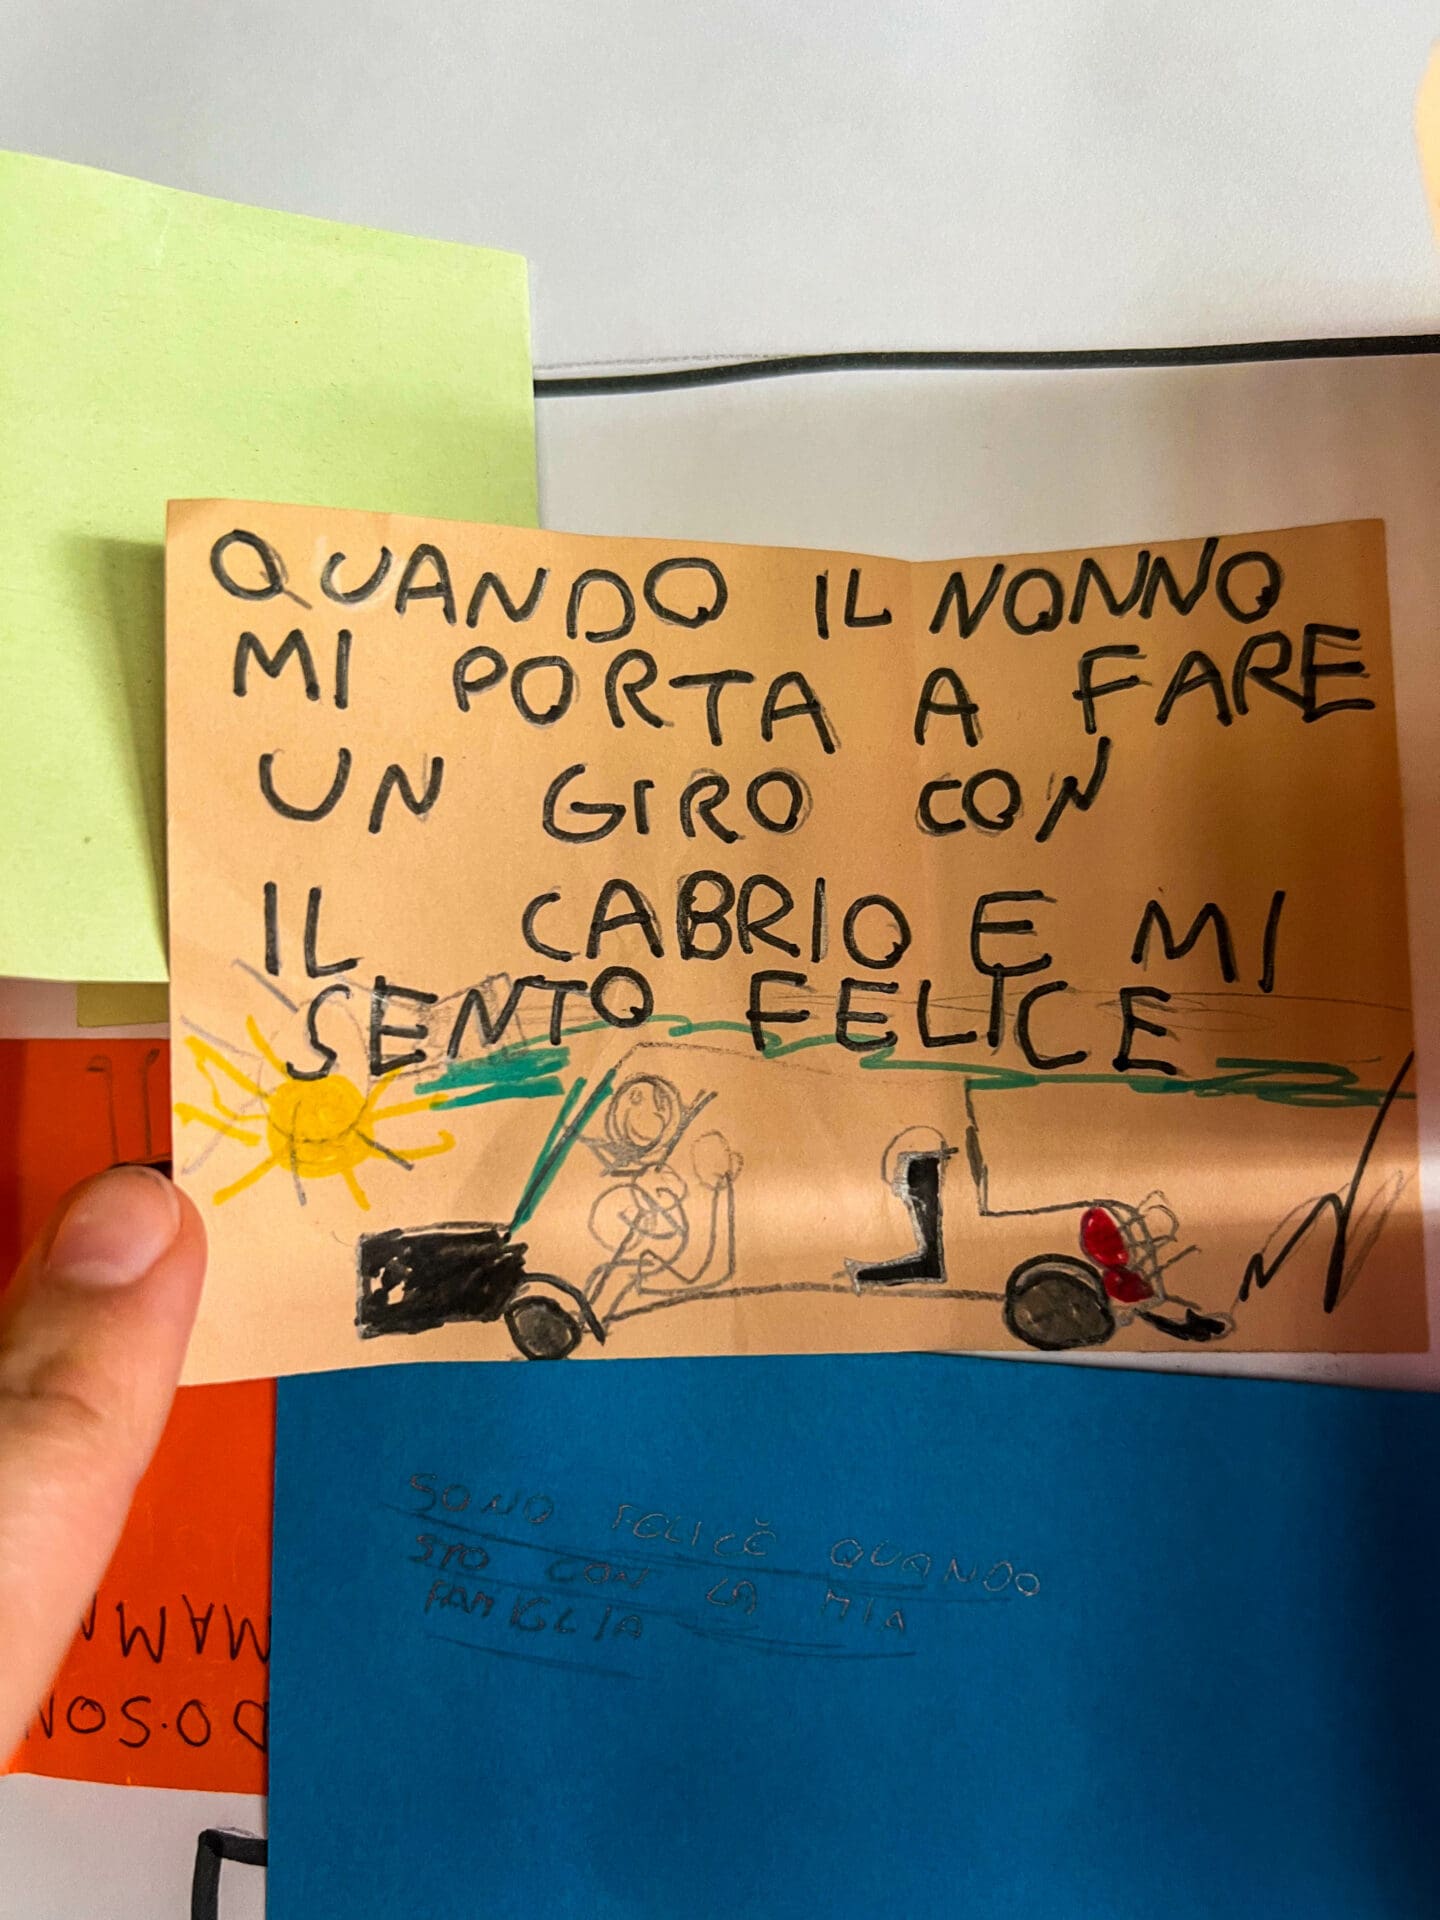 QUANDO IL NONNO
MI PORTA A FARE
UN GIRO CON
IL CABRIO E MI
SENTO FELICE
SONO FELICE QUANDO
STO CON LA MIA
FAMIGLIA